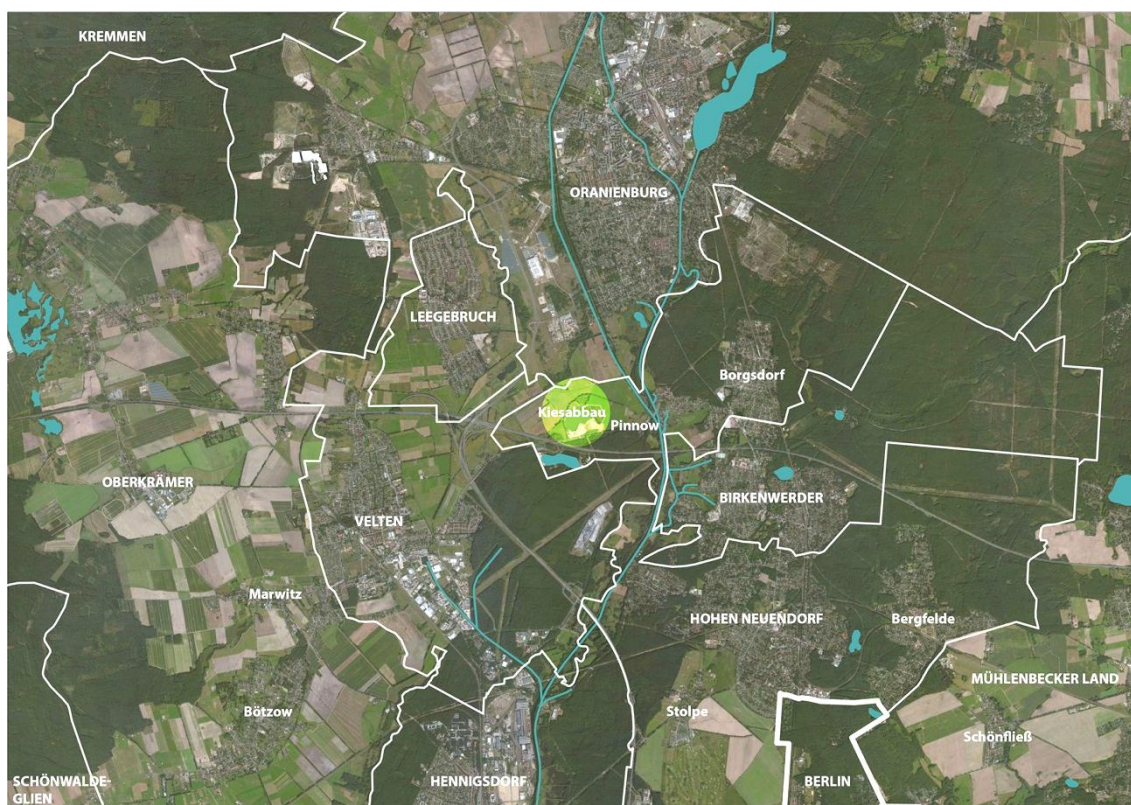 KREMMEN
ORANIENBURG
LEEGEBRUCH
Borgsdorf
Kiesabbau
Pinnow
OBERKRÄMER
BIRKENWERDER
VELTEN
Marwitz
HOHEN NEUENDORF
Bergfelde
MÜHLENBECKER LAND
Bötzow
Stolpe
Schönfließ
SCHÖNWALDE-
GLIEN
HENNIGSDORF
BERLIN